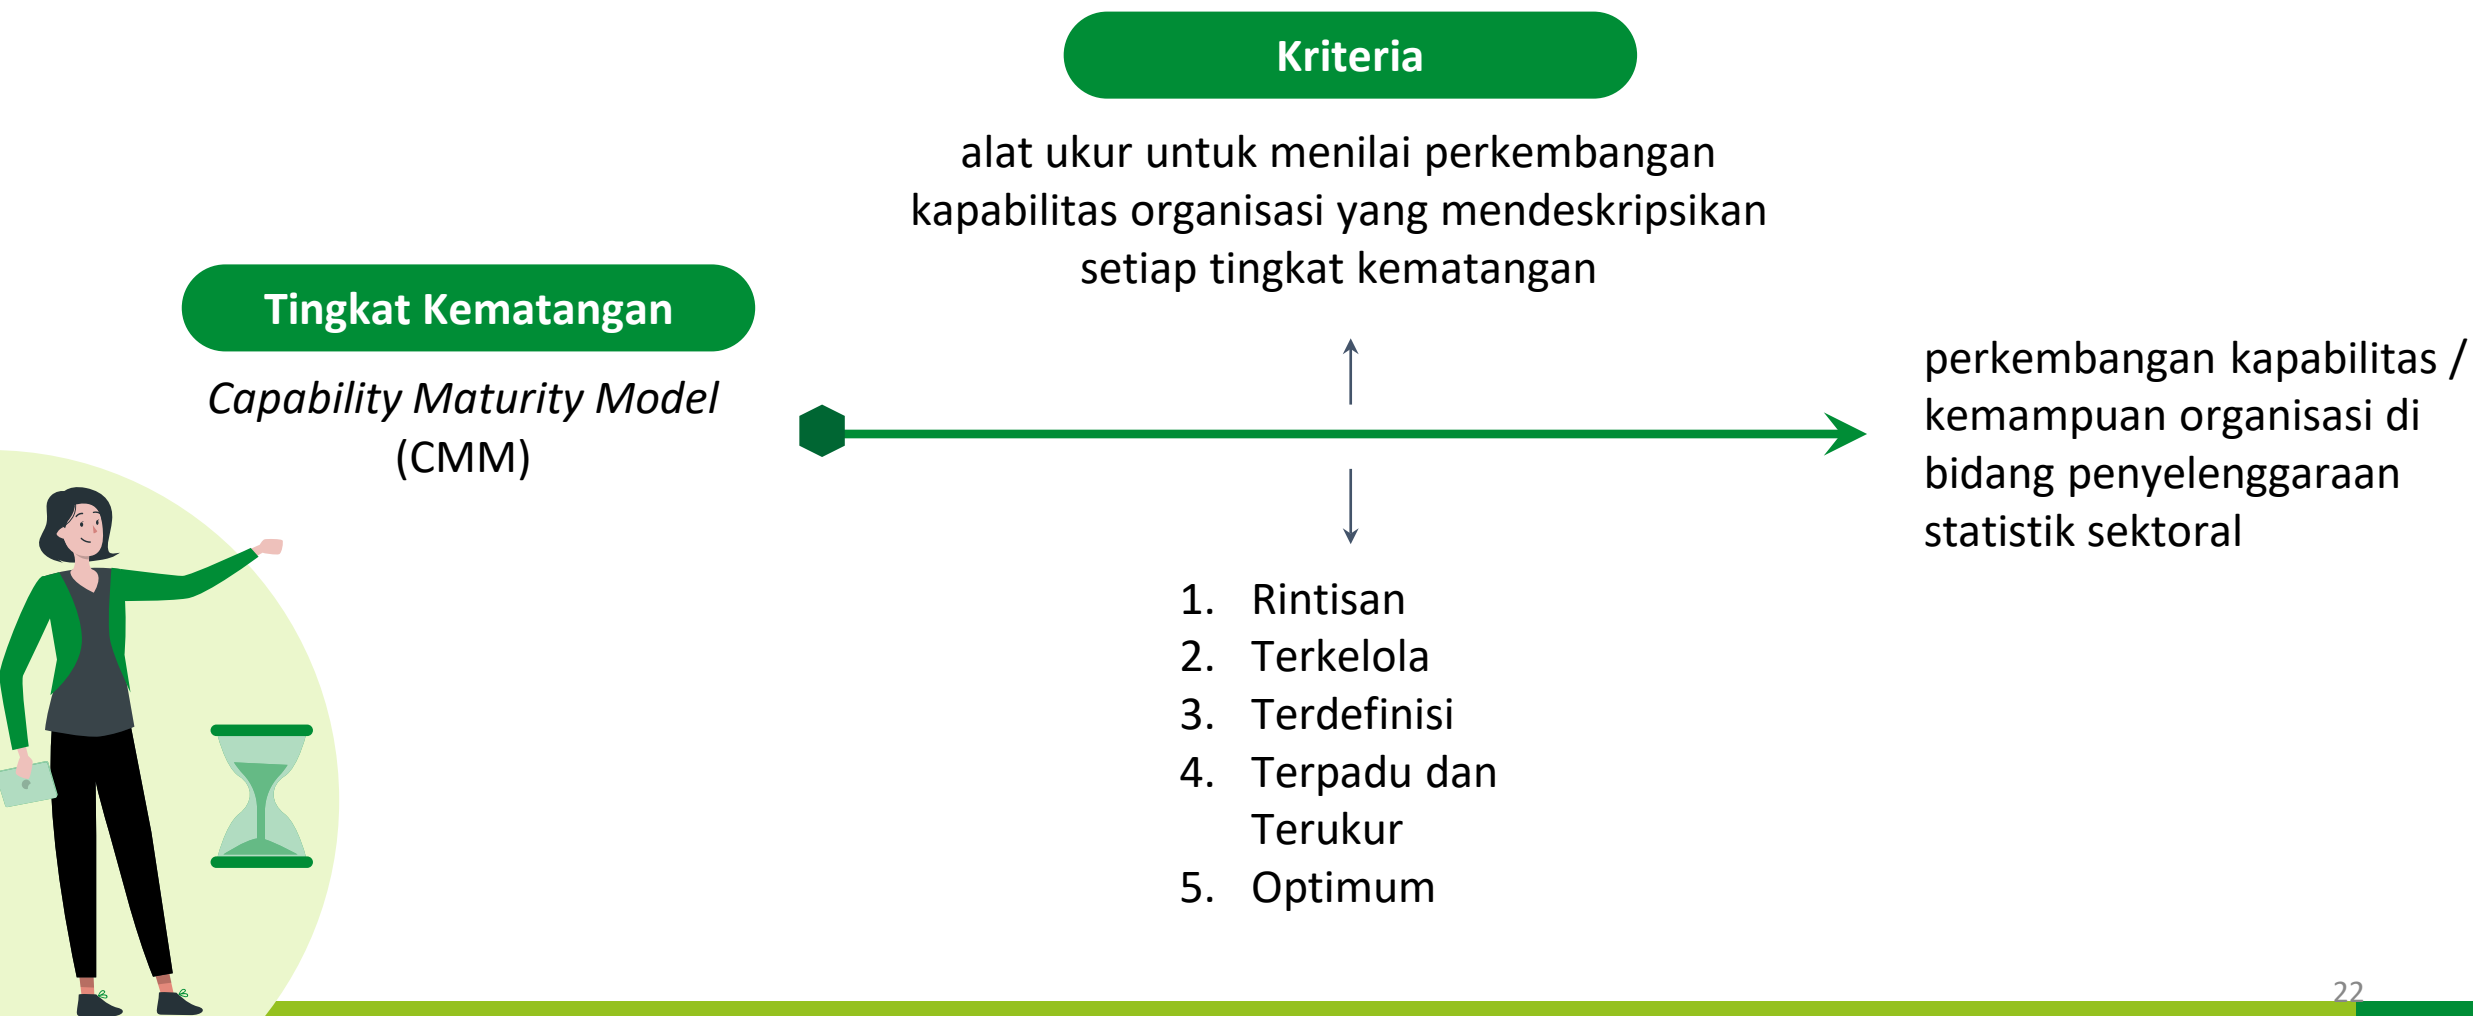 Kriteria
alat ukur untuk menilai perkembangan
kapabilitas organisasi yang mendeskripsikan
setiap tingkat kematangan
Tingkat Kematangan
Capability Maturity Model
(CMM)
perkembangan kapabilitas /
kemampuan organisasi di
bidang penyelenggaraan
statistik sektoral
1. Rintisan
2. Terkelola
3. Terdefinisi
4. Terpadu dan
Terukur
5. Optimum
22